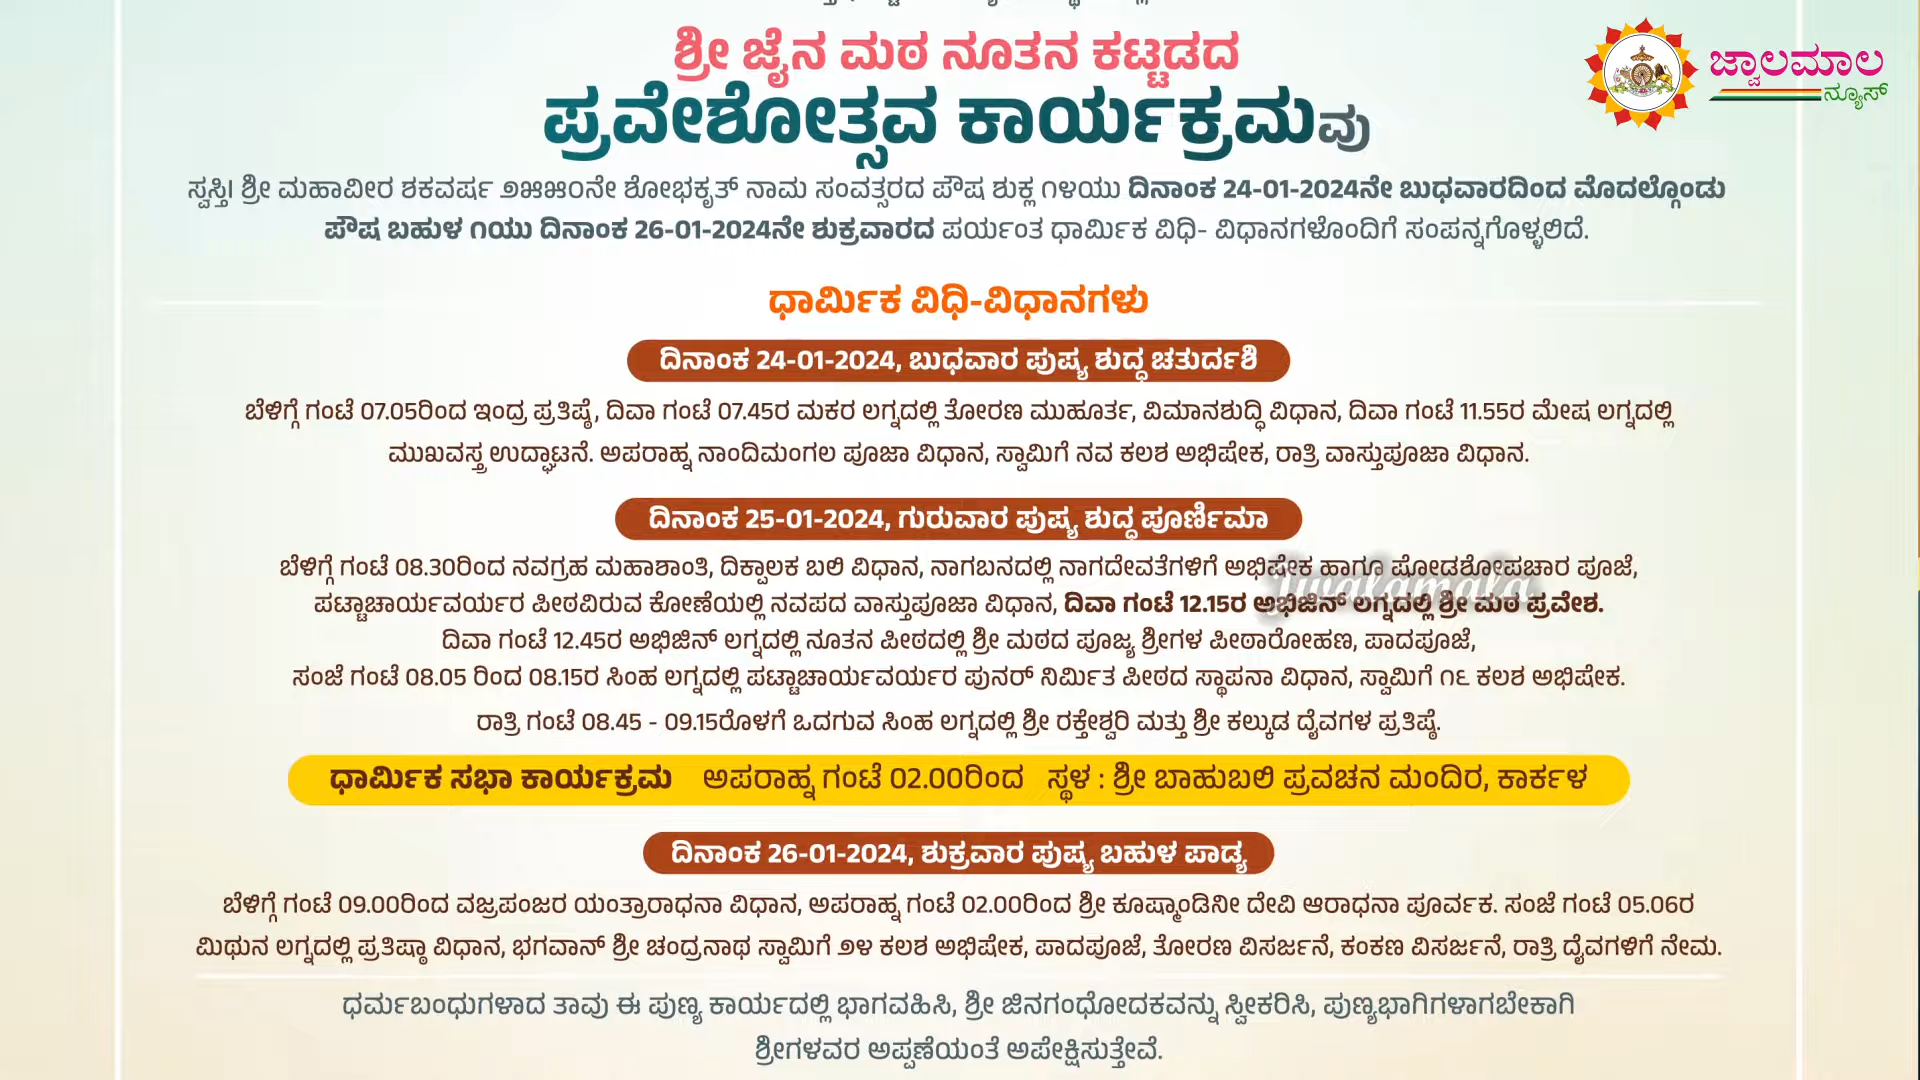 ಶ್ರೀ ಜೈನ ಮಠ ನೂತನ ಕಟ್ಟಡದ
ಜ್ವಾಲಮಾಲ
ನ್ಯೂಸ್
ಪ್ರವೇಶೋತ್ಸವ ಕಾರ್ಯಕ್ರಮವು
ಸ್ವಸ್ತಿ। ಶ್ರೀ ಮಹಾವೀರ ಶಕವರ್ಷ ೨೫೫೦ನೇ ಶೋಭಕೃತ್ ನಾಮ ಸಂವತ್ಸರದ ಪೌಷ ಶುಕ್ಲ ೧೪ಯು ದಿನಾಂಕ 24-01-2024ನೇ ಬುಧವಾರದಿಂದ ಮೊದಲ್ಗೊಂಡು
ಪೌಷ ಬಹುಳ ೧ಯು ದಿನಾಂಕ 26-01-2024ನೇ ಶುಕ್ರವಾರದ ಪರ್ಯಂತ ಧಾರ್ಮಿಕ ವಿಧಿ- ವಿಧಾನಗಳೊಂದಿಗೆ ಸಂಪನ್ನಗೊಳ್ಳಲಿದೆ.
ಧಾರ್ಮಿಕ ವಿಧಿ-ವಿಧಾನಗಳು
ದಿನಾಂಕ 24-01-2024, ಬುಧವಾರ ಪುಷ್ಯ ಶುದ್ಧ ಚತುರ್ದಶಿ
ಬೆಳಿಗ್ಗೆ ಗಂಟೆ 07.05ರಿಂದ ಇಂದ್ರ ಪ್ರತಿಷ್ಠೆ, ದಿವಾ ಗಂಟೆ 07.45ರ ಮಕರ ಲಗ್ನದಲ್ಲಿ ತೋರಣ ಮುಹೂರ್ತ, ವಿಮಾನಶುದ್ಧಿ ವಿಧಾನ, ದಿವಾ ಗಂಟೆ 11.55ರ ಮೇಷ ಲಗ್ನದಲ್ಲಿ
ಮುಖವಸ್ತ್ರ ಉದ್ಘಾಟನೆ. ಅಪರಾಹ್ನ ನಾಂದಿಮಂಗಲ ಪೂಜಾ ವಿಧಾನ, ಸ್ವಾಮಿಗೆ ನವ ಕಲಶ ಅಭಿಷೇಕ, ರಾತ್ರಿ ವಾಸ್ತುಪೂಜಾ ವಿಧಾನ.
ದಿನಾಂಕ 25-01-2024, ಗುರುವಾರ ಪುಷ್ಯ ಶುದ್ಧ ಪೂರ್ಣಿಮಾ
ಬೆಳಿಗ್ಗೆ ಗಂಟೆ 08.30ರಿಂದ ನವಗ್ರಹ ಮಹಾಶಾಂತಿ, ದಿಕ್ಪಾಲಕ ಬಲಿ ವಿಧಾನ, ನಾಗಬನದಲ್ಲಿ ನಾಗದೇವತೆಗಳಿಗೆ ಅಭಿಷೇಕ ಹಾಗೂ ಷೋಡಶೋಪಚಾರ ಪೂಜೆ,
Jwalamala
ಪಟ್ಟಾಚಾರ್ಯವರ್ಯರ ಪೀಠವಿರುವ ಕೋಣೆಯಲ್ಲಿ ನವಪದ ವಾಸ್ತುಪೂಜಾ ವಿಧಾನ, ದಿವಾ ಗಂಟೆ 12.15ರ ಅಭಿಜಿನ್ ಲಗ್ನದಲ್ಲಿ ಶ್ರೀ ಮಠ ಪ್ರವೇಶ.
ದಿವಾ ಗಂಟೆ 12.45ರ ಅಭಿಜಿನ್ ಲಗ್ನದಲ್ಲಿ ನೂತನ ಪೀಠದಲ್ಲಿ ಶ್ರೀ ಮಠದ ಪೂಜ್ಯ ಶ್ರೀಗಳ ಪೀಠಾರೋಹಣ, ಪಾದಪೂಜೆ,
ಸಂಜೆ ಗಂಟೆ 08.05 ರಿಂದ 08.15ರ ಸಿಂಹ ಲಗ್ನದಲ್ಲಿ ಪಟ್ಟಾಚಾರ್ಯವರ್ಯರ ಪುನರ್ ನಿರ್ಮಿತ ಪೀಠದ ಸ್ಥಾಪನಾ ವಿಧಾನ, ಸ್ವಾಮಿಗೆ ೧೬ ಕಲಶ ಅಭಿಷೇಕ.
ರಾತ್ರಿ ಗಂಟೆ 08.45 - 09.15ರೊಳಗೆ ಒದಗುವ ಸಿಂಹ ಲಗ್ನದಲ್ಲಿ ಶ್ರೀ ರಕ್ತೇಶ್ವರಿ ಮತ್ತು ಶ್ರೀ ಕಲ್ಕುಡ ದೈವಗಳ ಪ್ರತಿಷ್ಠೆ.
ಧಾರ್ಮಿಕ ಸಭಾ ಕಾರ್ಯಕ್ರಮ ಅಪರಾಹ್ನ ಗಂಟೆ 02.00ರಿಂದ ಸ್ಥಳ : ಶ್ರೀ ಬಾಹುಬಲಿ ಪ್ರವಚನ ಮಂದಿರ, ಕಾರ್ಕಳ
ದಿನಾಂಕ 26-01-2024, ಶುಕ್ರವಾರ ಪುಷ್ಯ ಬಹುಳ ಪಾಡ್ಯ
ಬೆಳಿಗ್ಗೆ ಗಂಟೆ 09.00ರಿಂದ ವಜ್ರಪಂಜರ ಯಂತ್ರಾರಾಧನಾ ವಿಧಾನ, ಅಪರಾಹ್ನ ಗಂಟೆ 02.00ರಿಂದ ಶ್ರೀ ಕೂಷ್ಮಾಂಡಿನೀ ದೇವಿ ಆರಾಧನಾ ಪೂರ್ವಕ. ಸಂಜೆ ಗಂಟೆ 05.06ರ
ಮಿಥುನ ಲಗ್ನದಲ್ಲಿ ಪ್ರತಿಷ್ಠಾ ವಿಧಾನ, ಭಗವಾನ್ ಶ್ರೀ ಚಂದ್ರನಾಥ ಸ್ವಾಮಿಗೆ ೨೪ ಕಲಶ ಅಭಿಷೇಕ, ಪಾದಪೂಜೆ, ತೋರಣ ವಿಸರ್ಜನೆ, ಕಂಕಣ ವಿಸರ್ಜನೆ, ರಾತ್ರಿ ದೈವಗಳಿಗೆ ನೇಮ.
ಧರ್ಮಬಂಧುಗಳಾದ ತಾವು ಈ ಪುಣ್ಯ ಕಾರ್ಯದಲ್ಲಿ ಭಾಗವಹಿಸಿ, ಶ್ರೀ ಜಿನಗಂಧೋದಕವನ್ನು ಸ್ವೀಕರಿಸಿ, ಪುಣ್ಯಭಾಗಿಗಳಾಗಬೇಕಾಗಿ
ಶ್ರೀಗಳವರ ಅಪ್ಪಣೆಯಂತೆ ಅಪೇಕ್ಷಿಸುತ್ತೇವೆ.